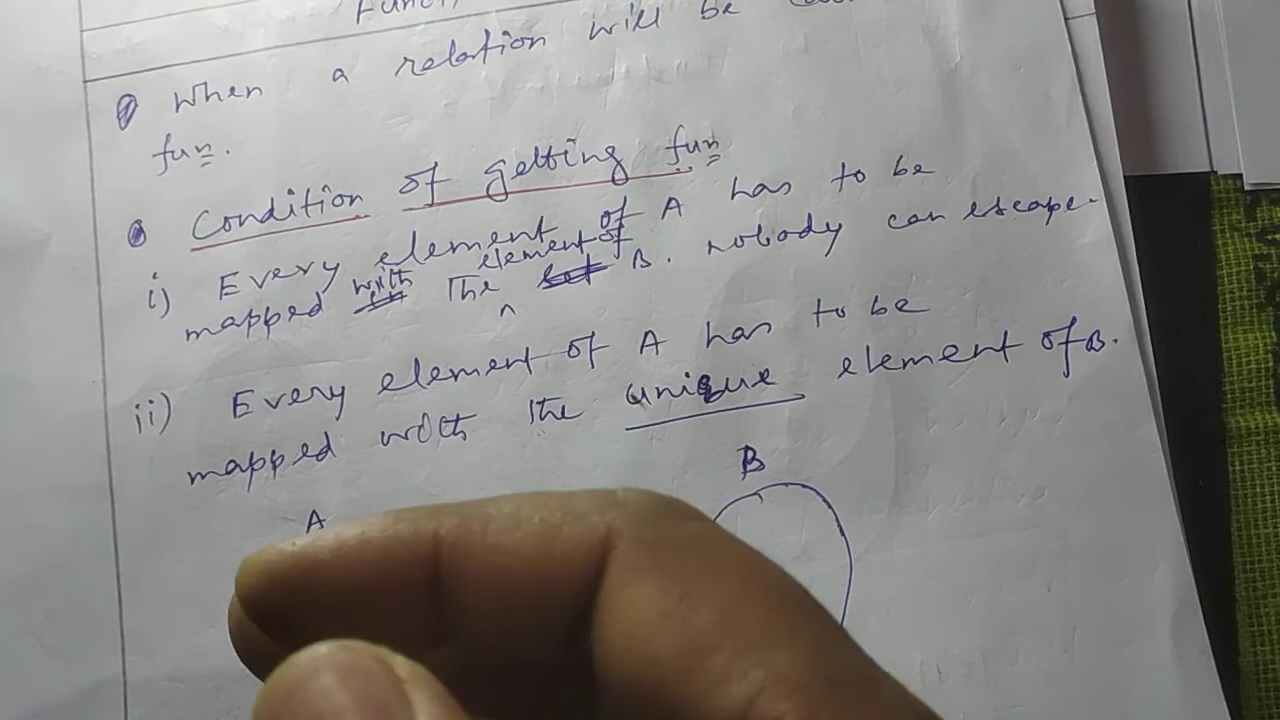 When a relation will be
fun.
Condition of getting fun
i) Every element of A has to be
mapped with the element of B. nobody can escape.
ii) Every element of A has to be
mapped with the unique element of B.
A B